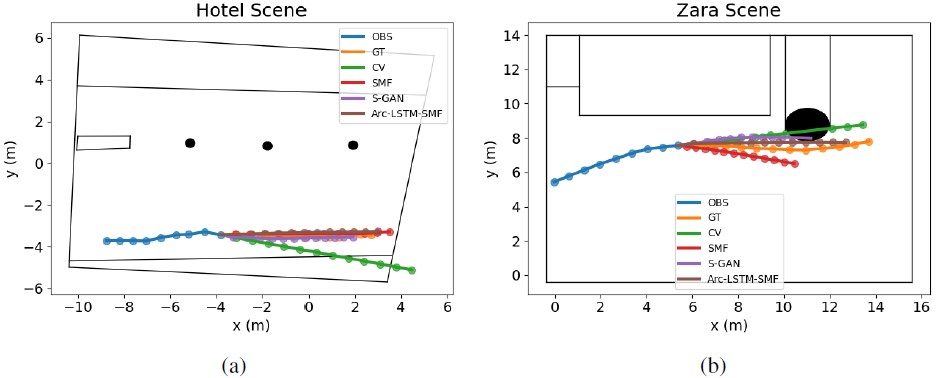 Hotel Scene
6
4
2
0
−2
−4
−6
y (m)
−10 −8 −6 −4 −2 0 2 4 6
x (m)
OBS
GT
CV
SMF
S-GAN
Arc-LSTM-SMF
(a)
Zara Scene
14
12
10
8
6
4
2
0
y (m)
0 2 4 6 8 10 12 14 16
x (m)
OBS
GT
CV
SMF
S-GAN
Arc-LSTM-SMF
(b)